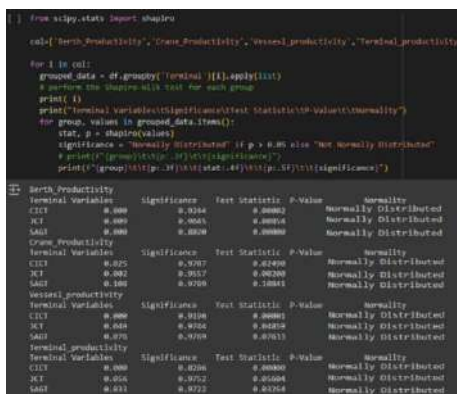 [ ] from scipy.stats import shapiro
col=['Berth_Productivity','Crane_Productivity','Vessesl_productivity','Terminal_productivity
for i in col:
grouped_data = df.groupby('Terminal')[i].apply(list)
# perform the Shapiro-Wilk test for each group
print( i)
print("Terminal Variables\tSignificance\tTest Statistic\tP-Value\t\tNormality")
for group, values in grouped_data.items():
stat, p = shapiro(values)
significance = "Normally Distributed" if p > 0.05 else "Not Normally Distributed"
# print(f"{group}\t\t{p:.3f}\t\t{significance}")
print(f"{group}\t\t{p:.3f}\t\t{stat:.4f}\t\t{p:.5f}\t\t{significance}")
Berth_Productivity
Terminal Variables Significance Test Statistic P-Value Normality
CICT 0.000 0.9204 0.00002 Normally Distributed
JCT 0.009 0.9665 0.00858 Normally Distributed
SAGT 0.000 0.8820 0.00000 Normally Distributed
Crane_Productivity
Terminal Variables Significance Test Statistic P-Value Normality
CICT 0.025 0.9707 0.02490 Normally Distributed
JCT 0.002 0.9557 0.00200 Normally Distributed
SAGT 0.108 0.9789 0.10841 Normally Distributed
Vessesl_productivity
Terminal Variables Significance Test Statistic P-Value Normality
CICT 0.000 0.9190 0.00001 Normally Distributed
JCT 0.049 0.9744 0.04859 Normally Distributed
SAGT 0.076 0.9769 0.07633 Normally Distributed
Terminal_productivity
Terminal Variables Significance Test Statistic P-Value Normality
CICT 0.000 0.8206 0.00000 Normally Distributed
JCT 0.056 0.9752 0.05604 Normally Distributed
SAGT 0.033 0.9722 0.03254 Normally Distributed